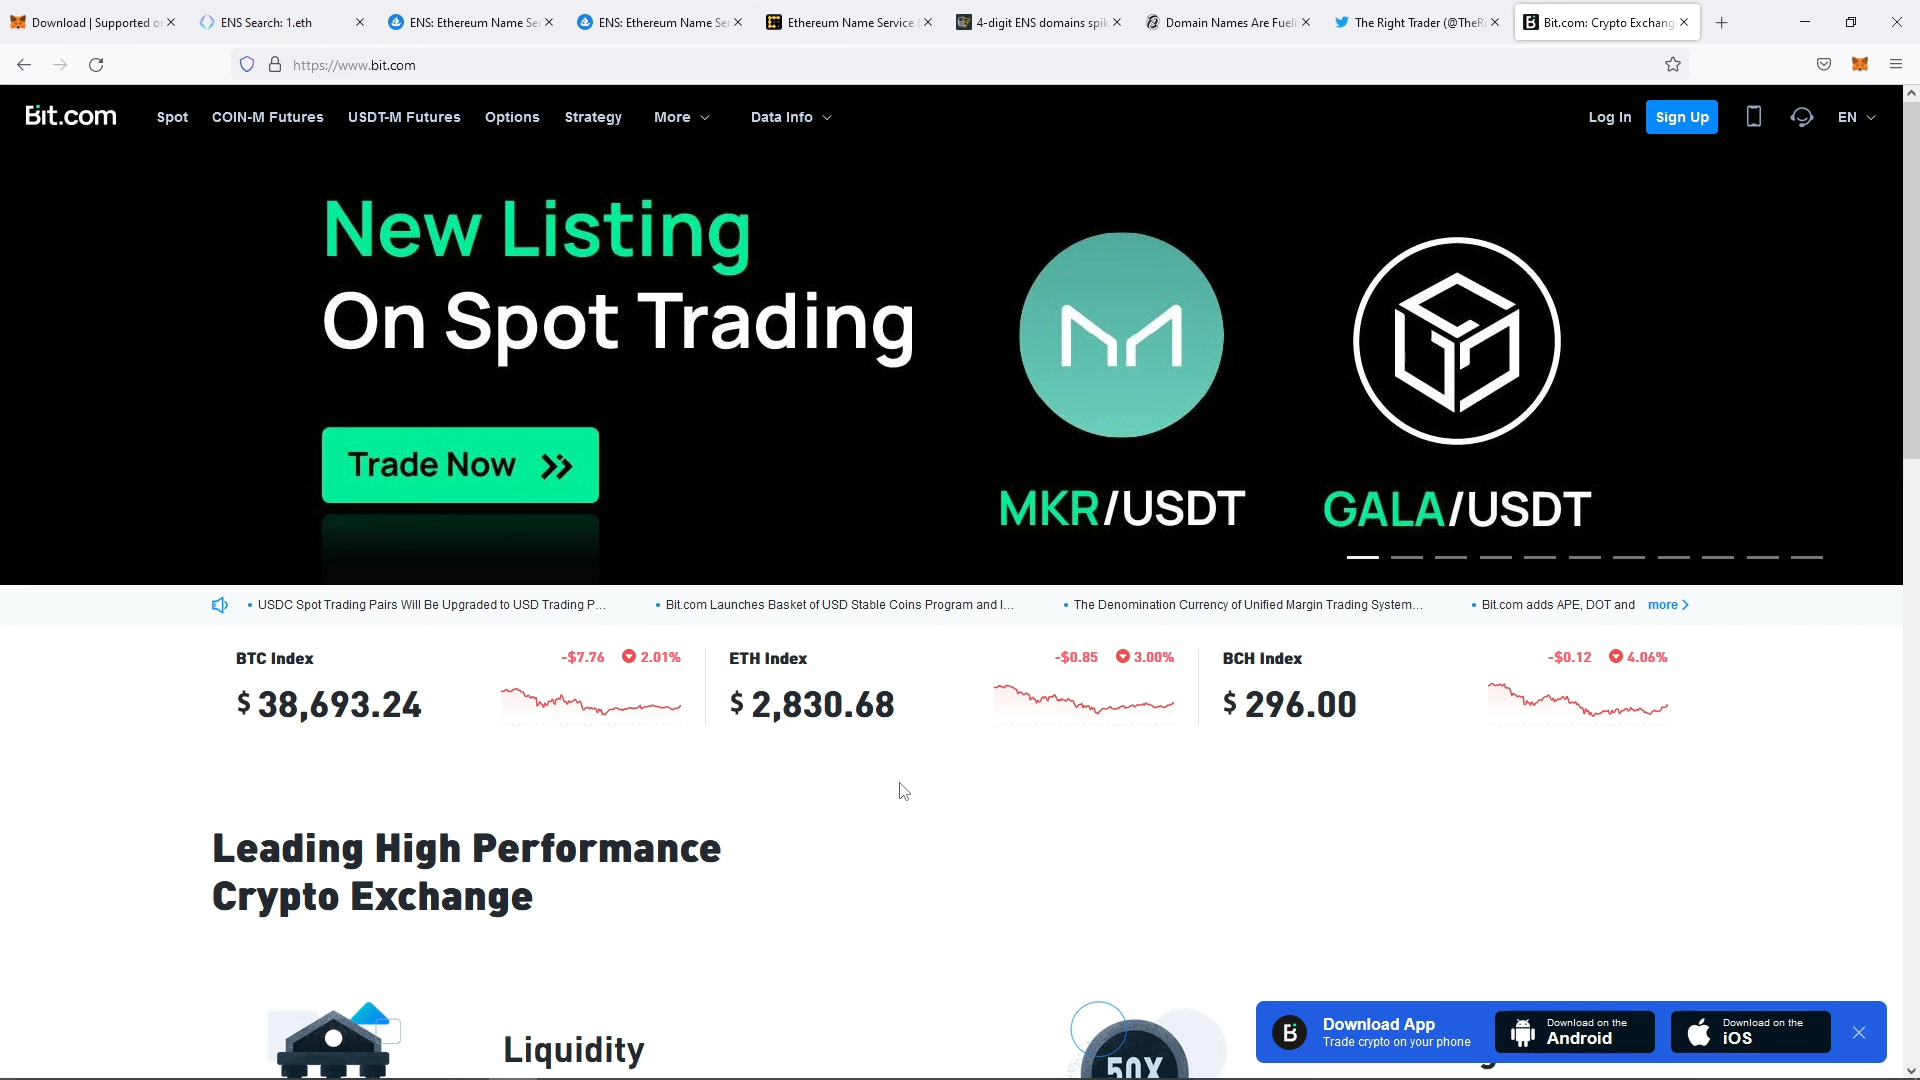 Download | Supported o
ENS Search: 1.eth
ENS: Ethereum Name Se
ENS: Ethereum Name Se
Ethereum Name Service
4-digit ENS domains spik
Domain Names Are Fueli
The Right Trader (@TheRi
Bit.com: Crypto Exchang
https://www.bit.com
Bit.com
Spot
COIN-M Futures
USDT-M Futures
Options
Strategy
More
Data Info
Log In
Sign Up
EN
New Listing
On Spot Trading
Trade Now
MKR/USDT
GALA/USDT
• USDC Spot Trading Pairs Will Be Upgraded to USD Trading P...
• Bit.com Launches Basket of USD Stable Coins Program and I...
• The Denomination Currency of Unified Margin Trading System...
• Bit.com adds APE, DOT and
more
BTC Index
-$7.76
2.01%
$ 38,693.24
ETH Index
-$0.85
3.00%
$ 2,830.68
BCH Index
-$0.12
4.06%
$ 296.00
Leading High Performance
Crypto Exchange
Liquidity
50X
Download App
Trade crypto on your phone
Download on the
Android
Download on the
iOS